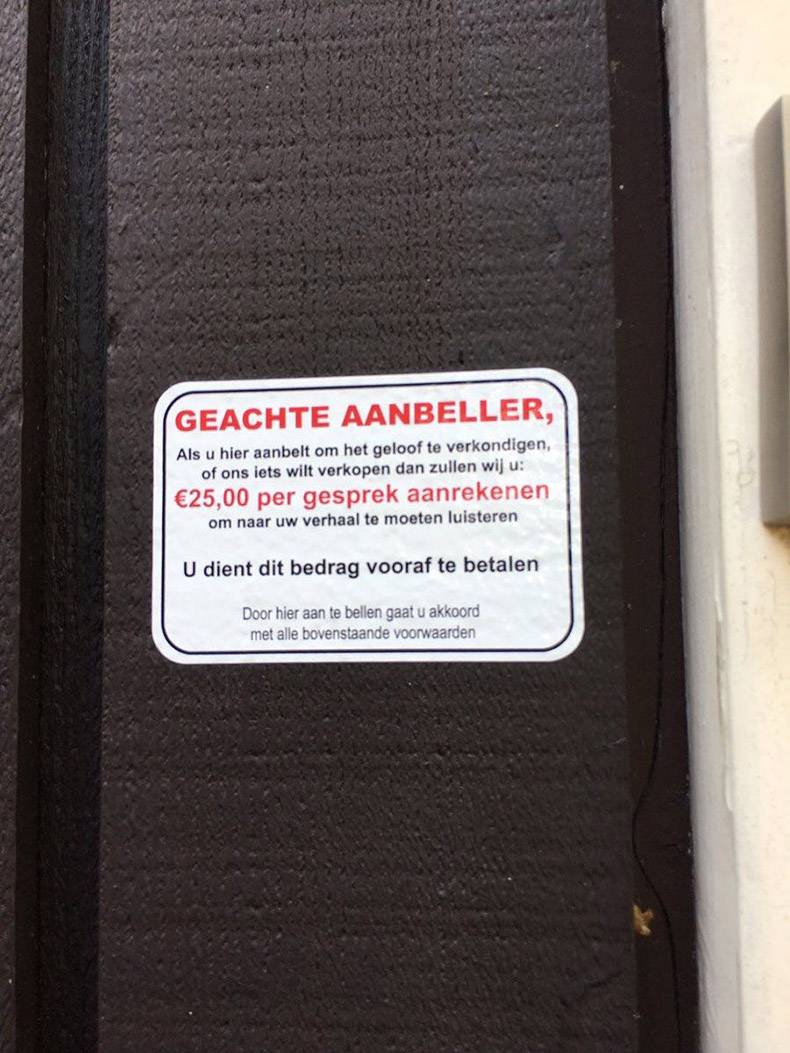 GEACHTE AANBELLER,
Als u hier aanbelt om het geloof te verkondigen,
of ons iets wilt verkopen dan zullen wij u:
€25,00 per gesprek aanrekenen
om naar uw verhaal te moeten luisteren
U dient dit bedrag vooraf te betalen
Door hier aan te bellen gaat u akkoord
met alle bovenstaande voorwaarden